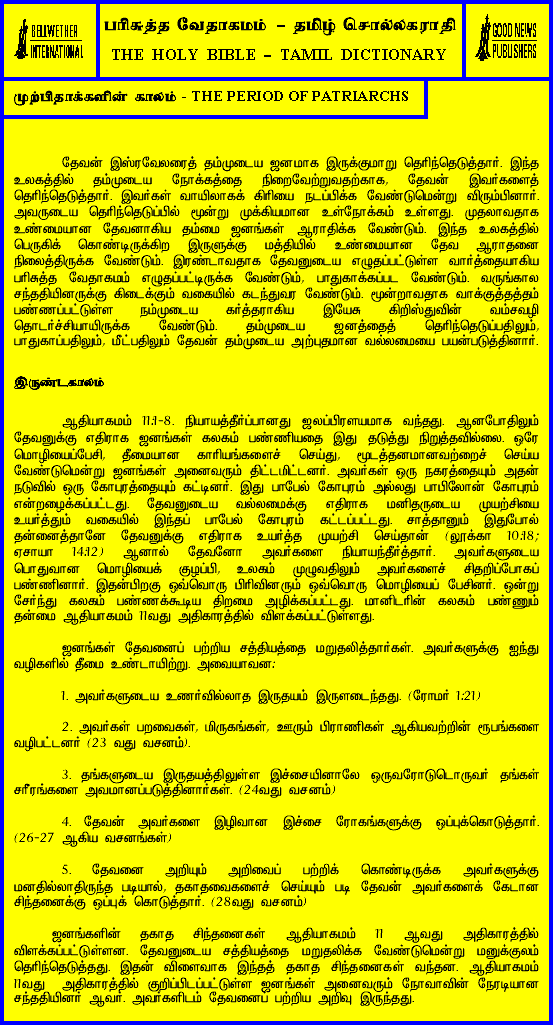 BELLWETHER
INTERNATIONAL
பரிசுத்த வேதாகமம் – தமிழ் சொல்லகராதி
THE HOLY BIBLE – TAMIL DICTIONARY
GOOD NEWS
PUBLISHERS
முற்பிதாக்களின் காலம் - THE PERIOD OF PATRIARCHS
தேவன் இஸ்ரவேலரைத் தம்முடைய ஜனமாக இருக்குமாறு தெரிந்தெடுத்தார். இந்த
உலகத்தில் தம்முடைய நோக்கத்தை நிறைவேற்றுவதற்காக, தேவன் இவர்களைத்
தெரிந்தெடுத்தார். இவர்கள் வாயிலாகக் கிரியை நடப்பிக்க வேண்டுமென்று விரும்பினார்.
அவருடைய தெரிந்தெடுப்பில் மூன்று முக்கியமான உள்நோக்கம் உள்ளது. முதலாவதாக
உண்மையான தேவனாகிய தம்மை ஜனங்கள் ஆராதிக்க வேண்டும். இந்த உலகத்தில்
பெருகிக் கொண்டிருக்கிற இருளுக்கு மத்தியில் உண்மையான தேவ ஆராதனை
நிலைத்திருக்க வேண்டும். இரண்டாவதாக தேவனுடைய எழுதப்பட்டுள்ள வார்த்தையாகிய
பரிசுத்த வேதாகமம் எழுதப்பட்டிருக்க வேண்டும், பாதுகாக்கப்பட வேண்டும். வருங்கால
சந்ததியினருக்கு கிடைக்கும் வகையில் கடந்துவர வேண்டும். மூன்றாவதாக வாக்குத்தத்தம்
பண்ணப்பட்டுள்ள நம்முடைய கர்த்தராகிய இயேசு கிறிஸ்துவின் வம்சவழி
தொடர்ச்சியாயிருக்க வேண்டும். தம்முடைய ஜனத்தைத் தெரிந்தெடுப்பதிலும்,
பாதுகாப்பதிலும், மீட்பதிலும் தேவன் தம்முடைய அற்புதமான வல்லமையை பயன்படுத்தினார்.
இருண்டகாலம்
ஆதியாகமம் 11:1-8. நியாயத்தீர்ப்பானது ஜலப்பிரளயமாக வந்தது. ஆனபோதிலும்
தேவனுக்கு எதிராக ஜனங்கள் கலகம் பண்ணியதை இது தடுத்து நிறுத்தவில்லை. ஒரே
மொழியைப்பேசி, தீமையான காரியங்களைச் செய்து, மூடத்தனமானவற்றைச் செய்ய
வேண்டுமென்று ஜனங்கள் அனைவரும் திட்டமிட்டனர். அவர்கள் ஒரு நகரத்தையும் அதன்
நடுவில் ஒரு கோபுரத்தையும் கட்டினர். இது பாபேல் கோபுரம் அல்லது பாபிலோன் கோபுரம்
என்றழைக்கப்பட்டது. தேவனுடைய வல்லமைக்கு எதிராக மனிதருடைய முயற்சியை
உயர்த்தும் வகையில் இந்தப் பாபேல் கோபுரம் கட்டப்பட்டது. சாத்தானும் இதுபோல்
தன்னைத்தானே தேவனுக்கு எதிராக உயர்த்த முயற்சி செய்தான் (லூக்கா 10:18;
ஏசாயா 14:12) ஆனால் தேவனோ அவர்களை நியாயந்தீர்த்தார். அவர்களுடைய
பொதுவான மொழியைக் குழப்பி, உலகம் முழுவதிலும் அவர்களைச் சிதறிப்போகப்
பண்ணினார். இதன்பிறகு ஒவ்வொரு பிரிவினரும் ஒவ்வொரு மொழியைப் பேசினர். ஒன்று
சேர்ந்து கலகம் பண்ணக்கூடிய திறமை அழிக்கப்பட்டது. மானிடரின் கலகம் பண்ணும்
தன்மை ஆதியாகமம் 11வது அதிகாரத்தில் விளக்கப்பட்டுள்ளது.
ஜனங்கள் தேவனைப் பற்றிய சத்தியத்தை மறுதலித்தார்கள். அவர்களுக்கு ஐந்து
வழிகளில் தீமை உண்டாயிற்று. அவையாவன:
1. அவர்களுடைய உணர்வில்லாத இருதயம் இருளடைந்தது. (ரோமர் 1:21)
2. அவர்கள் பறவைகள், மிருகங்கள், ஊரும் பிராணிகள் ஆகியவற்றின் ரூபங்களை
வழிபட்டனர் (23 வது வசனம்).
3. தங்களுடைய இருதயத்திலுள்ள இச்சையினாலே ஒருவரோடுடொருவர் தங்கள்
சரீரங்களை அவமானப்படுத்தினார்கள். (24வது வசனம்)
4. தேவன் அவர்களை இழிவான இச்சை ரோகங்களுக்கு ஒப்புக்கொடுத்தார்.
(26-27 ஆகிய வசனங்கள்)
5. தேவனை அறியும் அறிவைப் பற்றிக் கொண்டிருக்க அவர்களுக்கு
மனதில்லாதிருந்த படியால், தகாதவைகளைச் செய்யும் படி தேவன் அவர்களைக் கேடான
சிந்தனைக்கு ஒப்புக் கொடுத்தார். (28வது வசனம்)
ஜனங்களின் தகாத சிந்தனைகள் ஆதியாகமம் 11 ஆவது அதிகாரத்தில்
விளக்கப்பட்டுள்ளன. தேவனுடைய சத்தியத்தை மறுதலிக்க வேண்டுமென்று மனுக்குலம்
தெரிந்தெடுத்தது. இதன் விளைவாக இந்தத் தகாத சிந்தனைகள் வந்தன. ஆதியாகமம்
11வது அதிகாரத்தில் குறிப்பிடப்பட்டுள்ள ஜனங்கள் அனைவரும் நோவாவின் நேரடியான
சந்ததியினர் ஆவர். அவர்களிடம் தேவனைப் பற்றிய அறிவு இருந்தது.